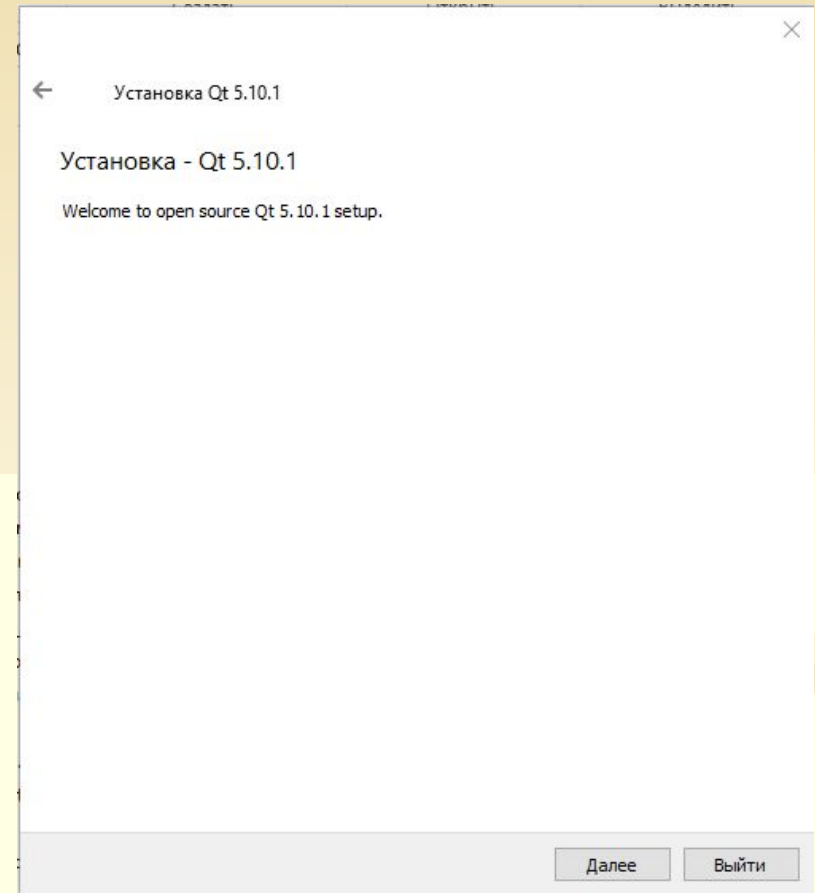 Установка Qt 5.10.1
Установка - Qt 5.10.1
Welcome to open source Qt 5.10.1 setup.
Далее
Выйти